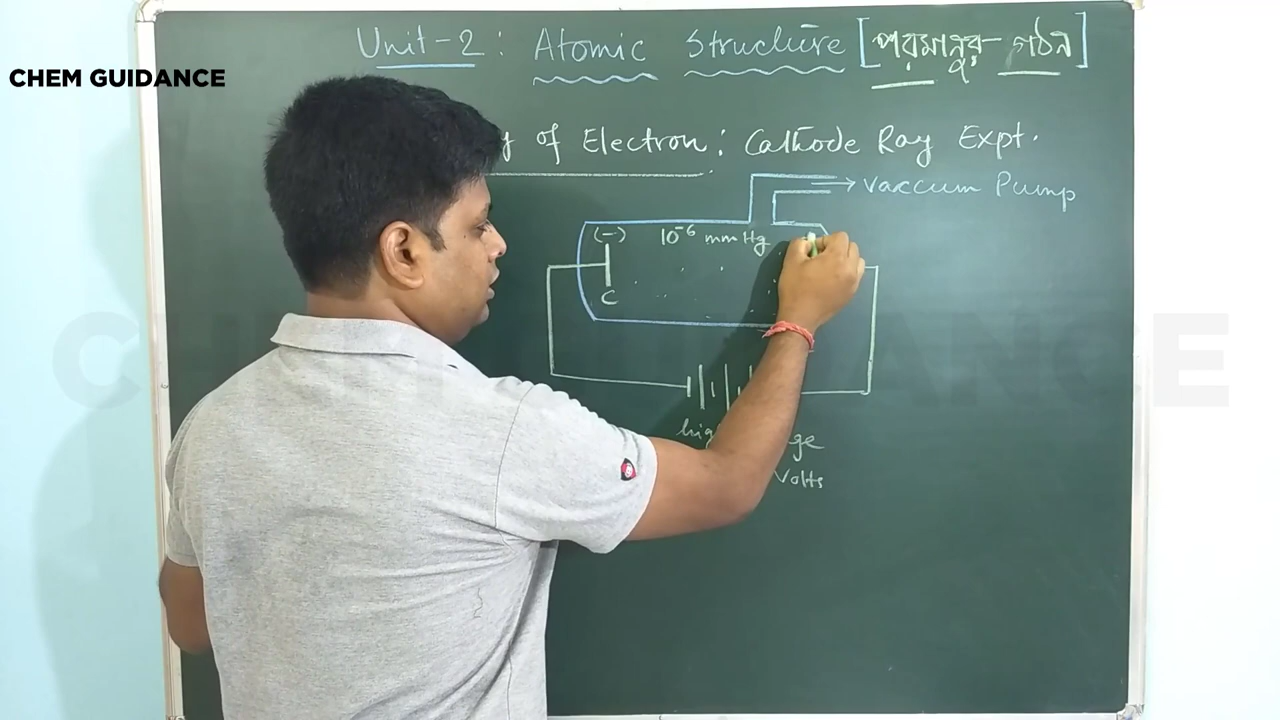 Unit-2: Atomic Structure [পরমানুর-গঠন]
CHEM GUIDANCE
of Electron: Cathode Ray Expt.
→ Vaccum Pump
(-) 10⁻⁶ mm Hg
C
Volts